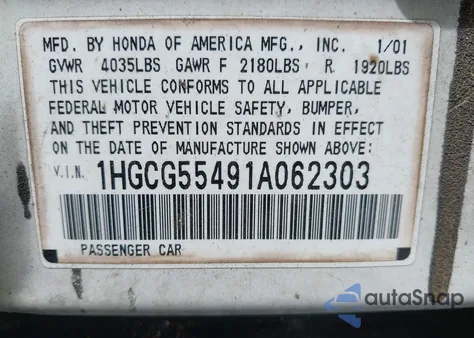 MFD. BY HONDA OF AMERICA MFG., INC. 1/01
GVWR 4035LBS GAWR F 2180LBS R 1920LBS
THIS VEHICLE CONFORMS TO ALL APPLICABLE
FEDERAL MOTOR VEHICLE SAFETY, BUMPER,
AND THEFT PREVENTION STANDARDS IN EFFECT
ON THE DATE OF MANUFACTURE SHOWN ABOVE:
V.I.N. 1HGCG55491A062303
PASSENGER CAR
autoSnap